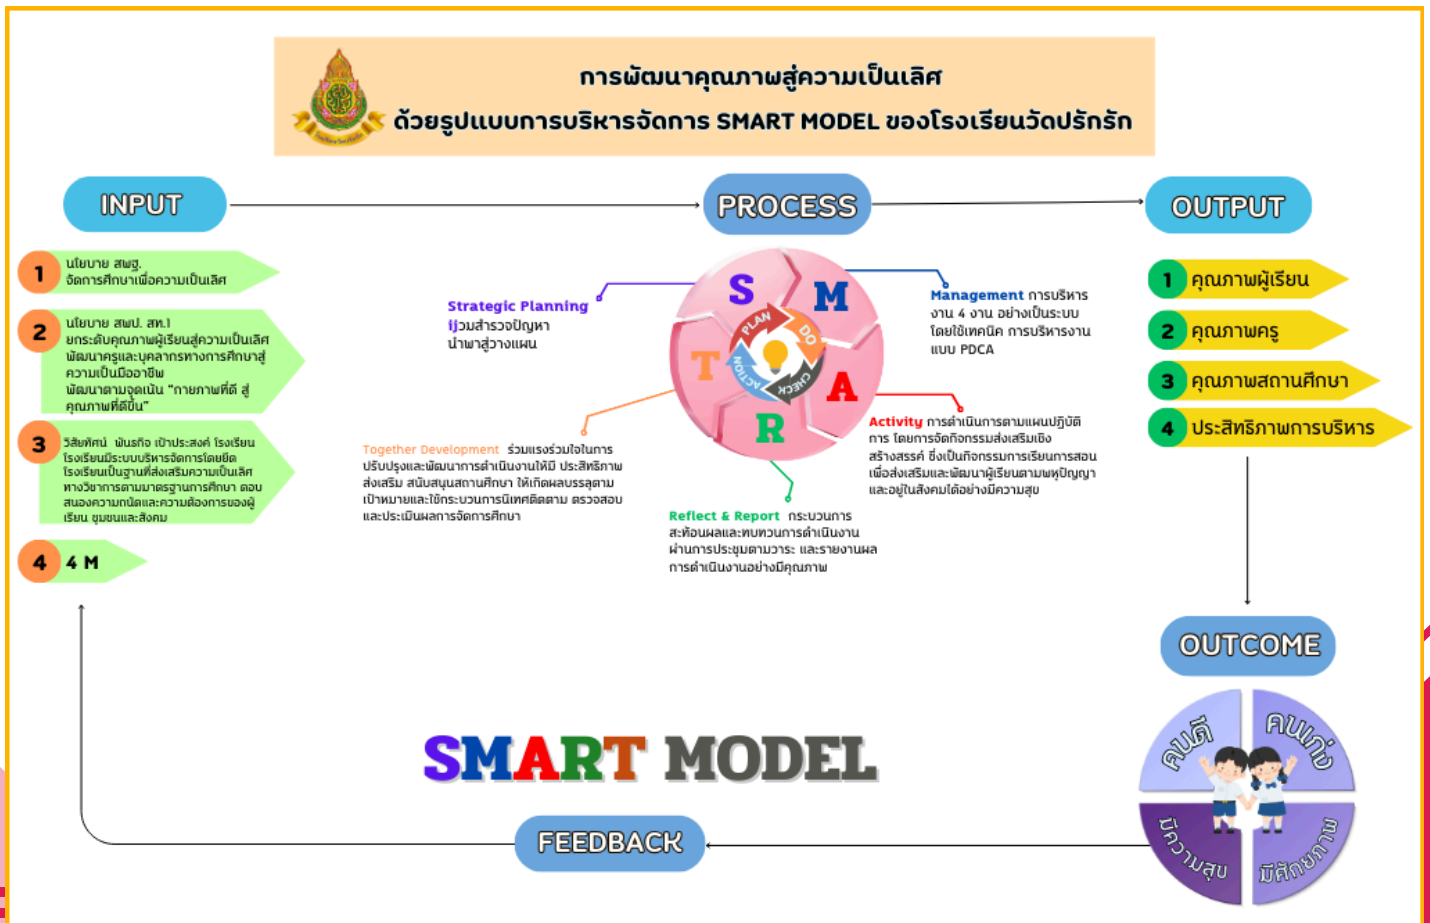 การพัฒนาคุณภาพสู่ความเป็นเลิศ
ด้วยรูปแบบการบริหารจัดการ SMART MODEL ของโรงเรียนวัดปรักรัก
INPUT
1
นโยบาย สพฐ.
จัดการศึกษาเพื่อความเป็นเลิศ
2
นโยบาย สพป. สท.1
ยกระดับคุณภาพผู้เรียนสู่ความเป็นเลิศ
พัฒนาครูและบุคลากรทางการศึกษาสู่
ความเป็นมืออาชีพ
พัฒนาตามจุดเน้น “กายภาพที่ดี สู่
คุณภาพที่ดีขึ้น”
3
วิสัยทัศน์ พันธกิจ เป้าประสงค์ โรงเรียน
โรงเรียนมีระบบบริหารจัดการโดยยึด
โรงเรียนเป็นฐานที่ส่งเสริมความเป็นเลิศ
ทางวิชาการตามมาตรฐานการศึกษา ตอบ
สนองความถนัดและความต้องการของผู้
เรียน ชุมชนและสังคม
4
4 M
PROCESS
S
M
A
R
T
PLAN
DO
CHECK
ACTION
Strategic Planning
ijวมสำรวจปัญหา
นำพาสู่วางแผน
Management การบริหาร
งาน 4 งาน อย่างเป็นระบบ
โดยใช้เทคนิค การบริหารงาน
แบบ PDCA
Activity การดำเนินการตามแผนปฏิบัติ
การ โดยการจัดกิจกรรมส่งเสริมเชิง
สร้างสรรค์ ซึ่งเป็นกิจกรรมการเรียนการสอน
เพื่อส่งเสริมและพัฒนาผู้เรียนตามพหุปัญญา
และอยู่ในสังคมได้อย่างมีความสุข
Reflect & Report กระบวนการ
สะท้อนผลและทบทวนการดำเนินงาน
ผ่านการประชุมตามวาระ และรายงานผล
การดำเนินงานอย่างมีคุณภาพ
Together Development ร่วมแรงร่วมใจในการ
ปรับปรุงและพัฒนาการดำเนินงานให้มี ประสิทธิภาพ
ส่งเสริม สนับสนุนสถานศึกษา ให้เกิดผลบรรลุตาม
เป้าหมายและใช้กระบวนการนิเทศติดตาม ตรวจสอบ
และประเมินผลการจัดการศึกษา
OUTPUT
1 คุณภาพผู้เรียน
2 คุณภาพครู
3 คุณภาพสถานศึกษา
4 ประสิทธิภาพการบริหาร
OUTCOME
คนดี
คนเก่ง
มีความสุข
มีศักยภาพ
SMART MODEL
FEEDBACK